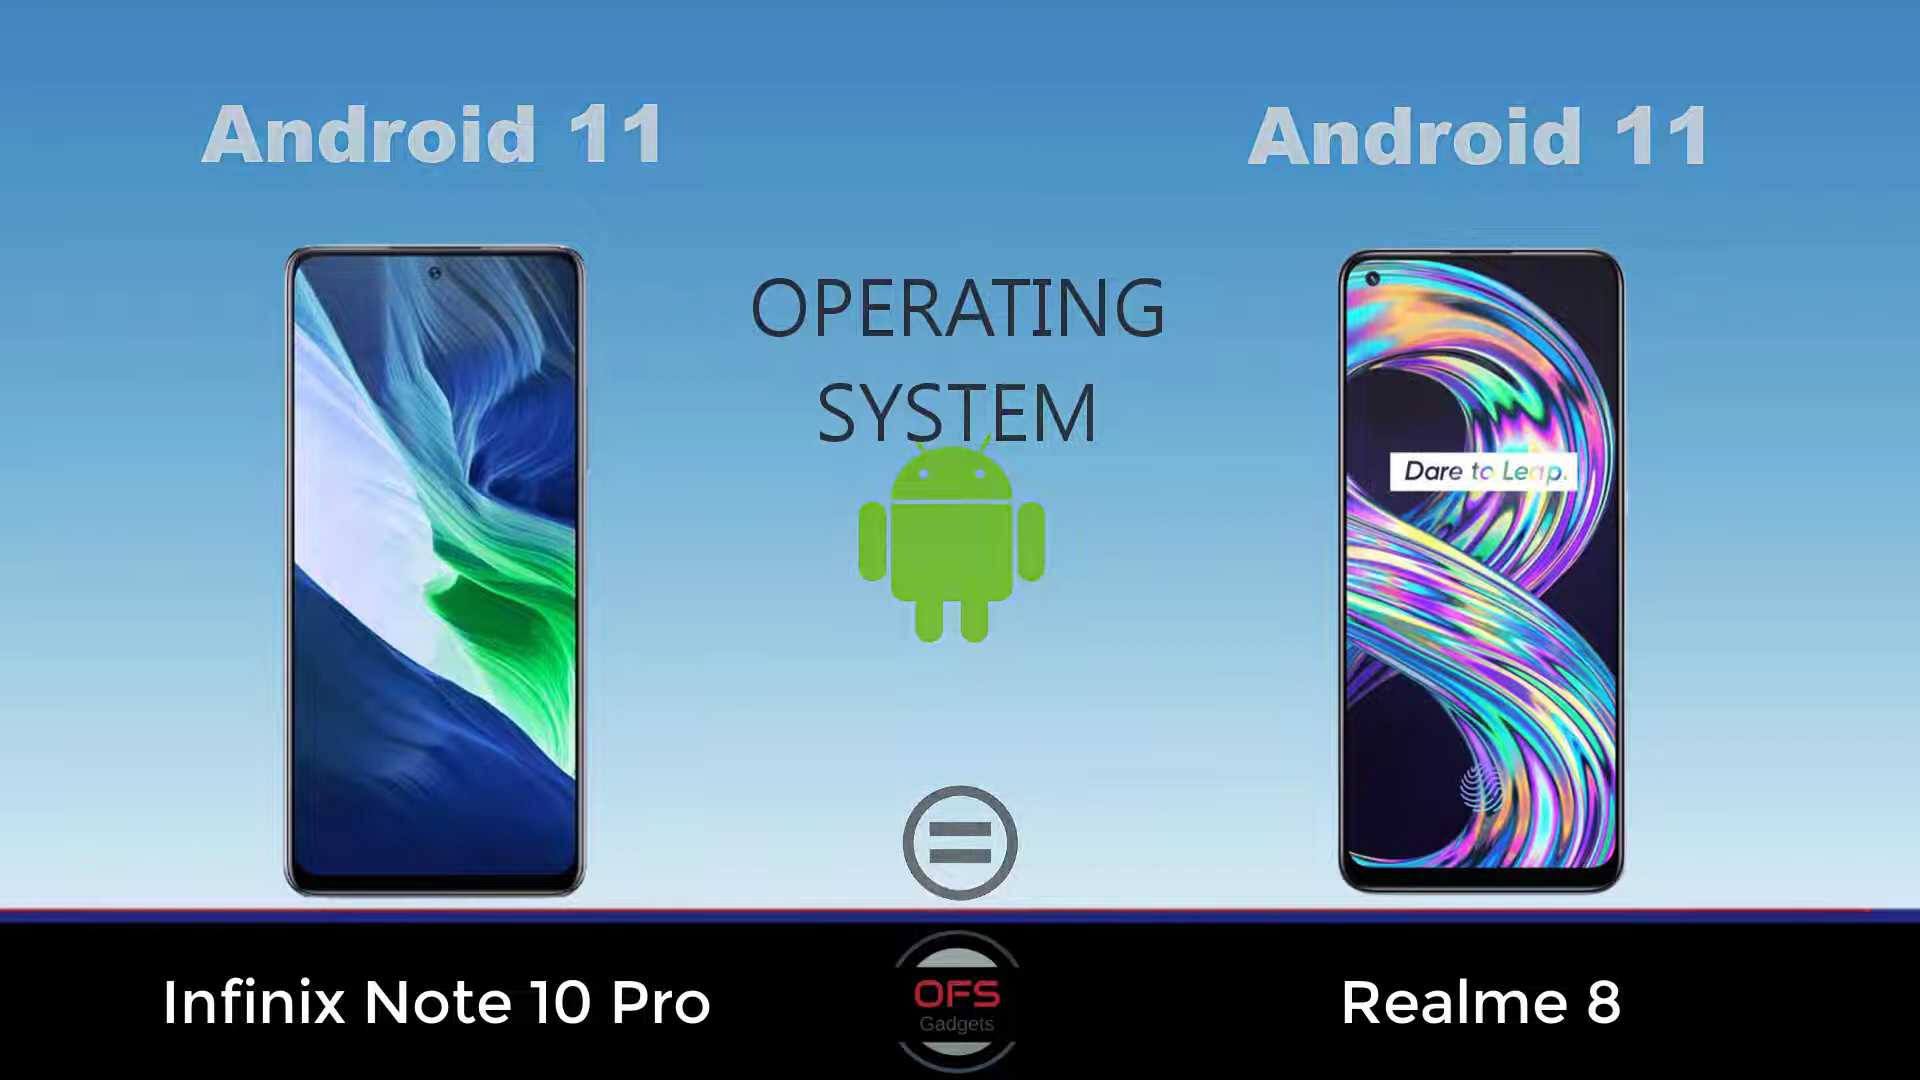 Android 11
Android 11
OPERATING
SYSTEM
Dare to Leap.
Infinix Note 10 Pro
OFS
Gadgets
Realme 8